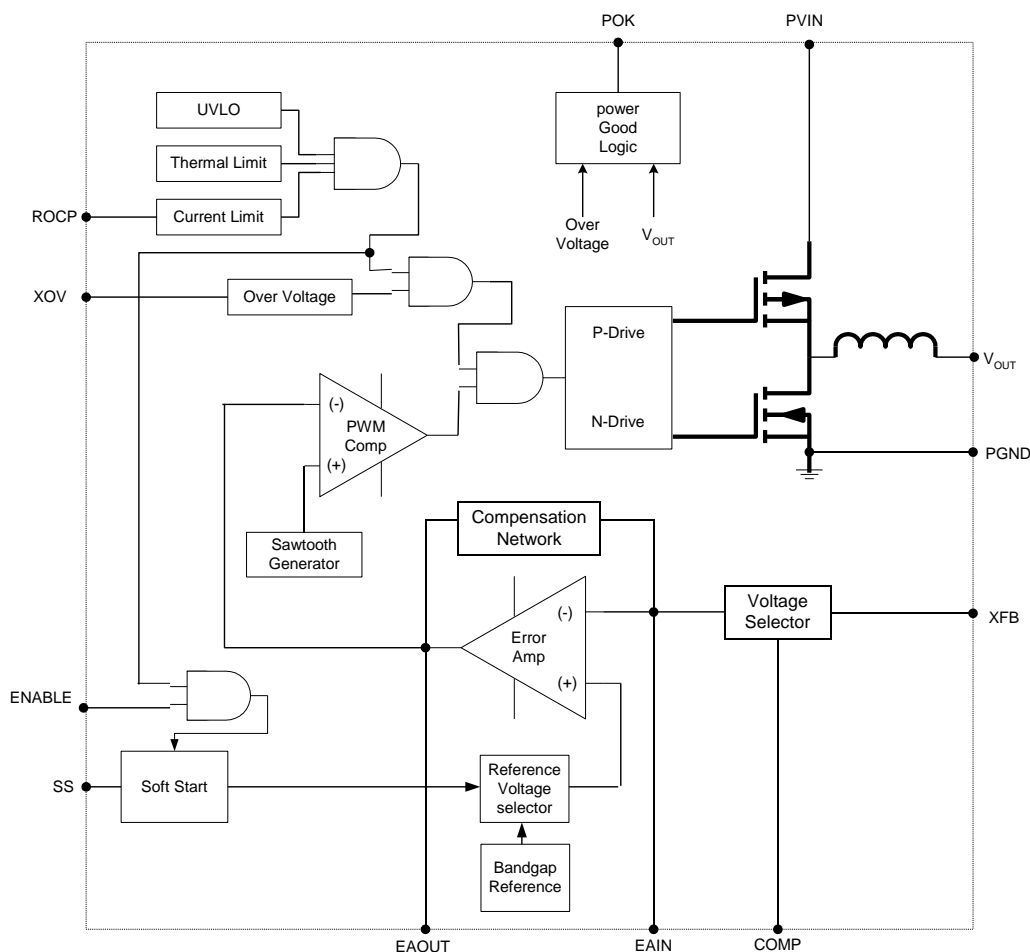 POK
PVIN
UVLO
power
Good
Logic
Thermal Limit
ROCP
Current Limit
Over
Voltage
VOUT
XOV
Over Voltage
P-Drive
VOUT
(-)
PWM
Comp
N-Drive
(+)
PGND
Compensation
Network
Sawtooth
Generator
Voltage
Selector
XFB
(-)
Error
Amp
(+)
ENABLE
SS
Soft Start
Reference
Voltage
selector
Bandgap
Reference
EAOUT
EAIN
COMP